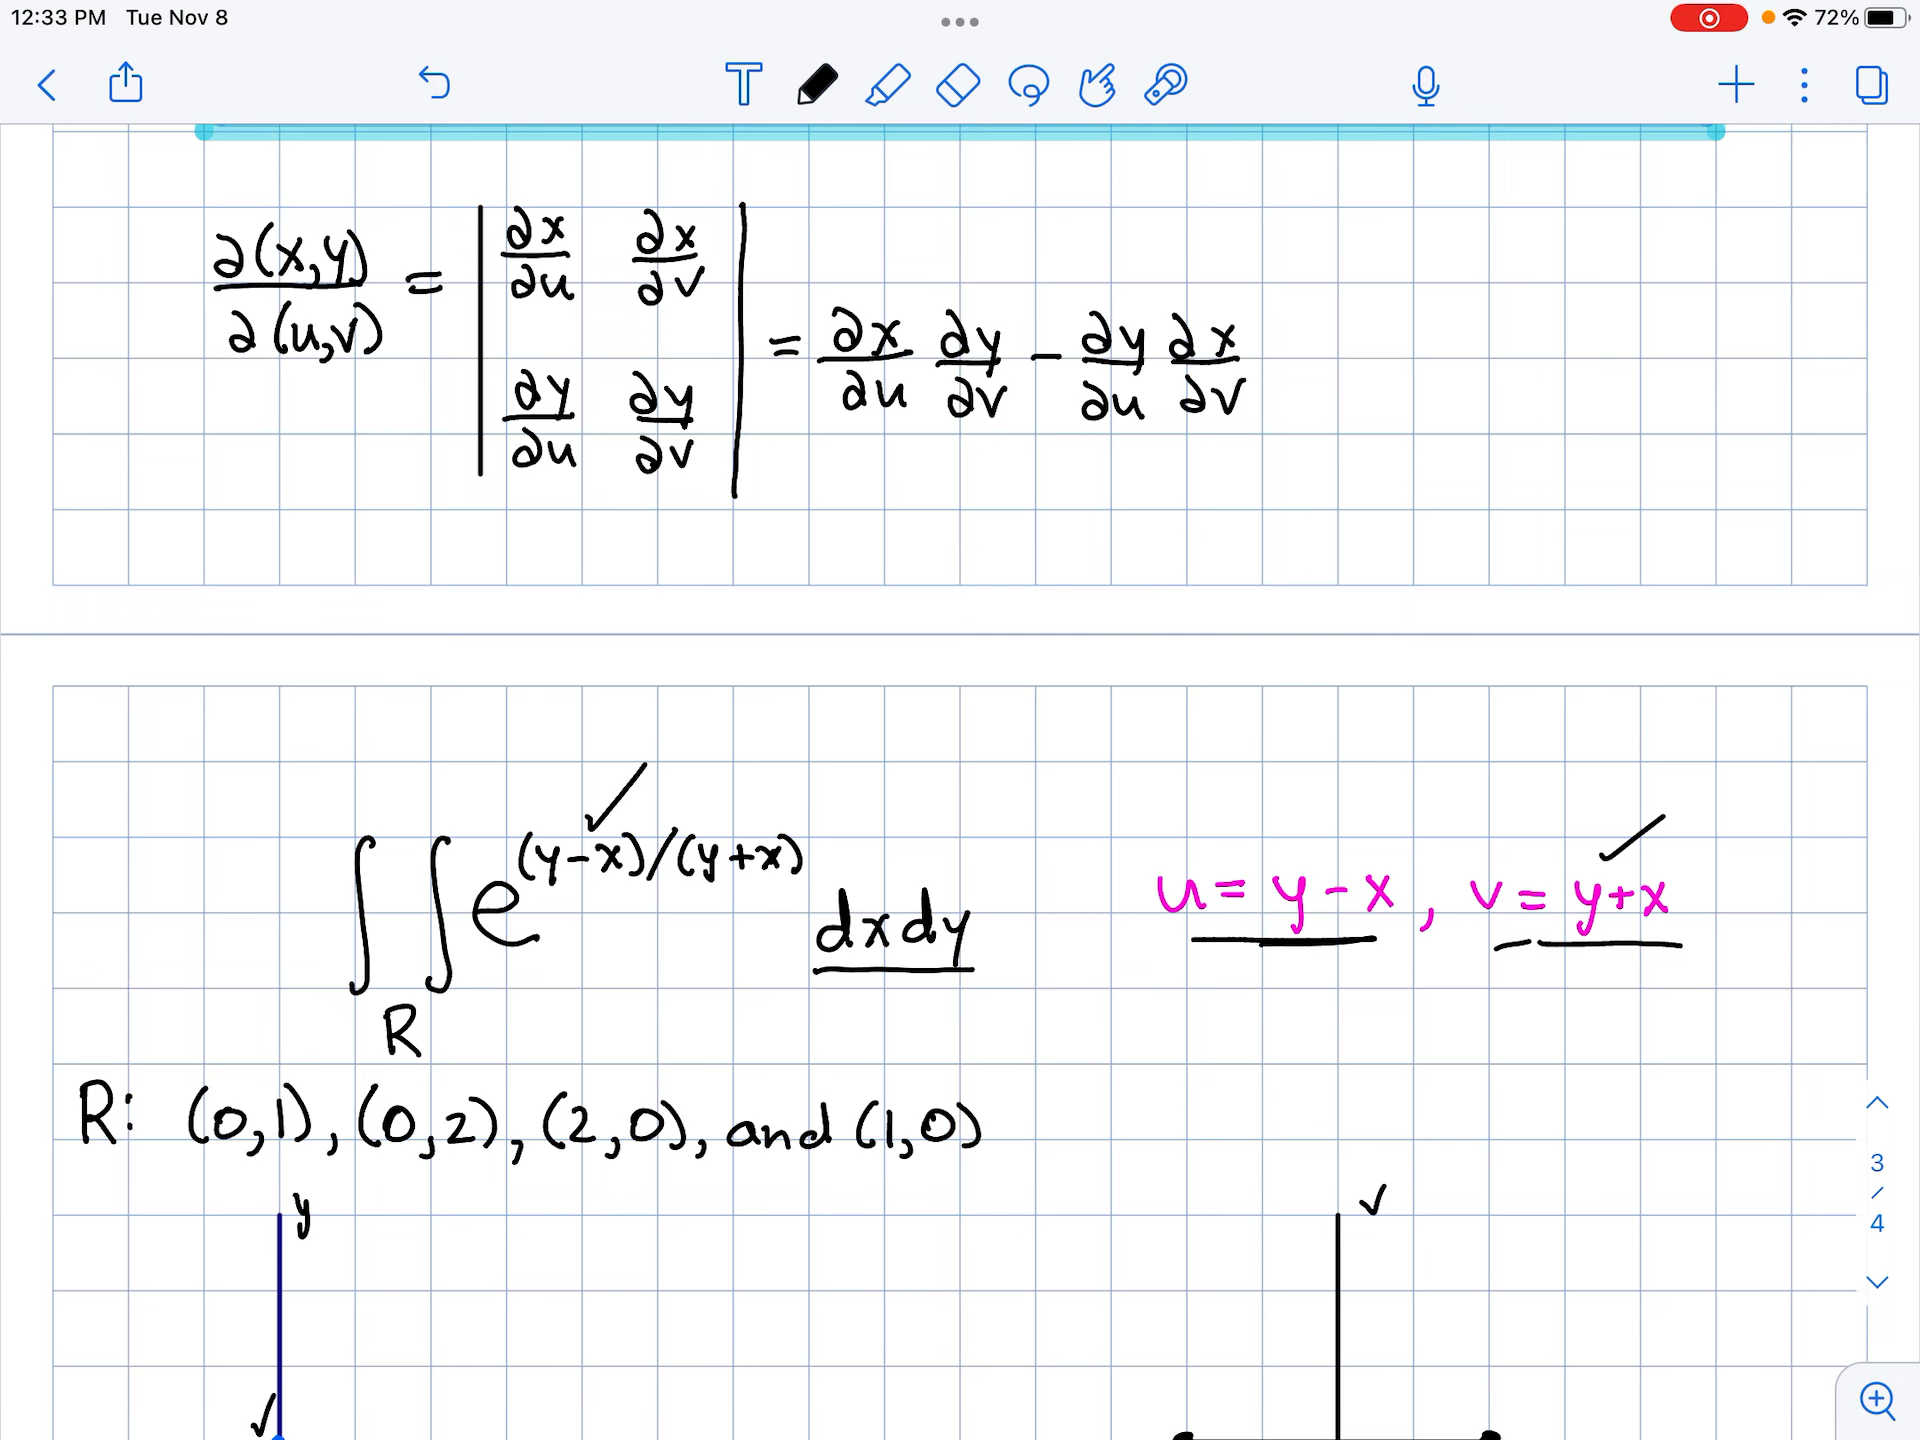 12:33 PM Tue Nov 8
72%
∂(x,y)/∂(u,v) = | ∂x/∂u ∂x/∂v |
| ∂y/∂u ∂y/∂v | = ∂x/∂u ∂y/∂v − ∂y/∂u ∂x/∂v
∫∫_R e^((y-x)/(y+x)) dxdy u = y-x, v = y+x
R: (0,1), (0,2), (2,0), and (1,0)
3
/
4
y
v